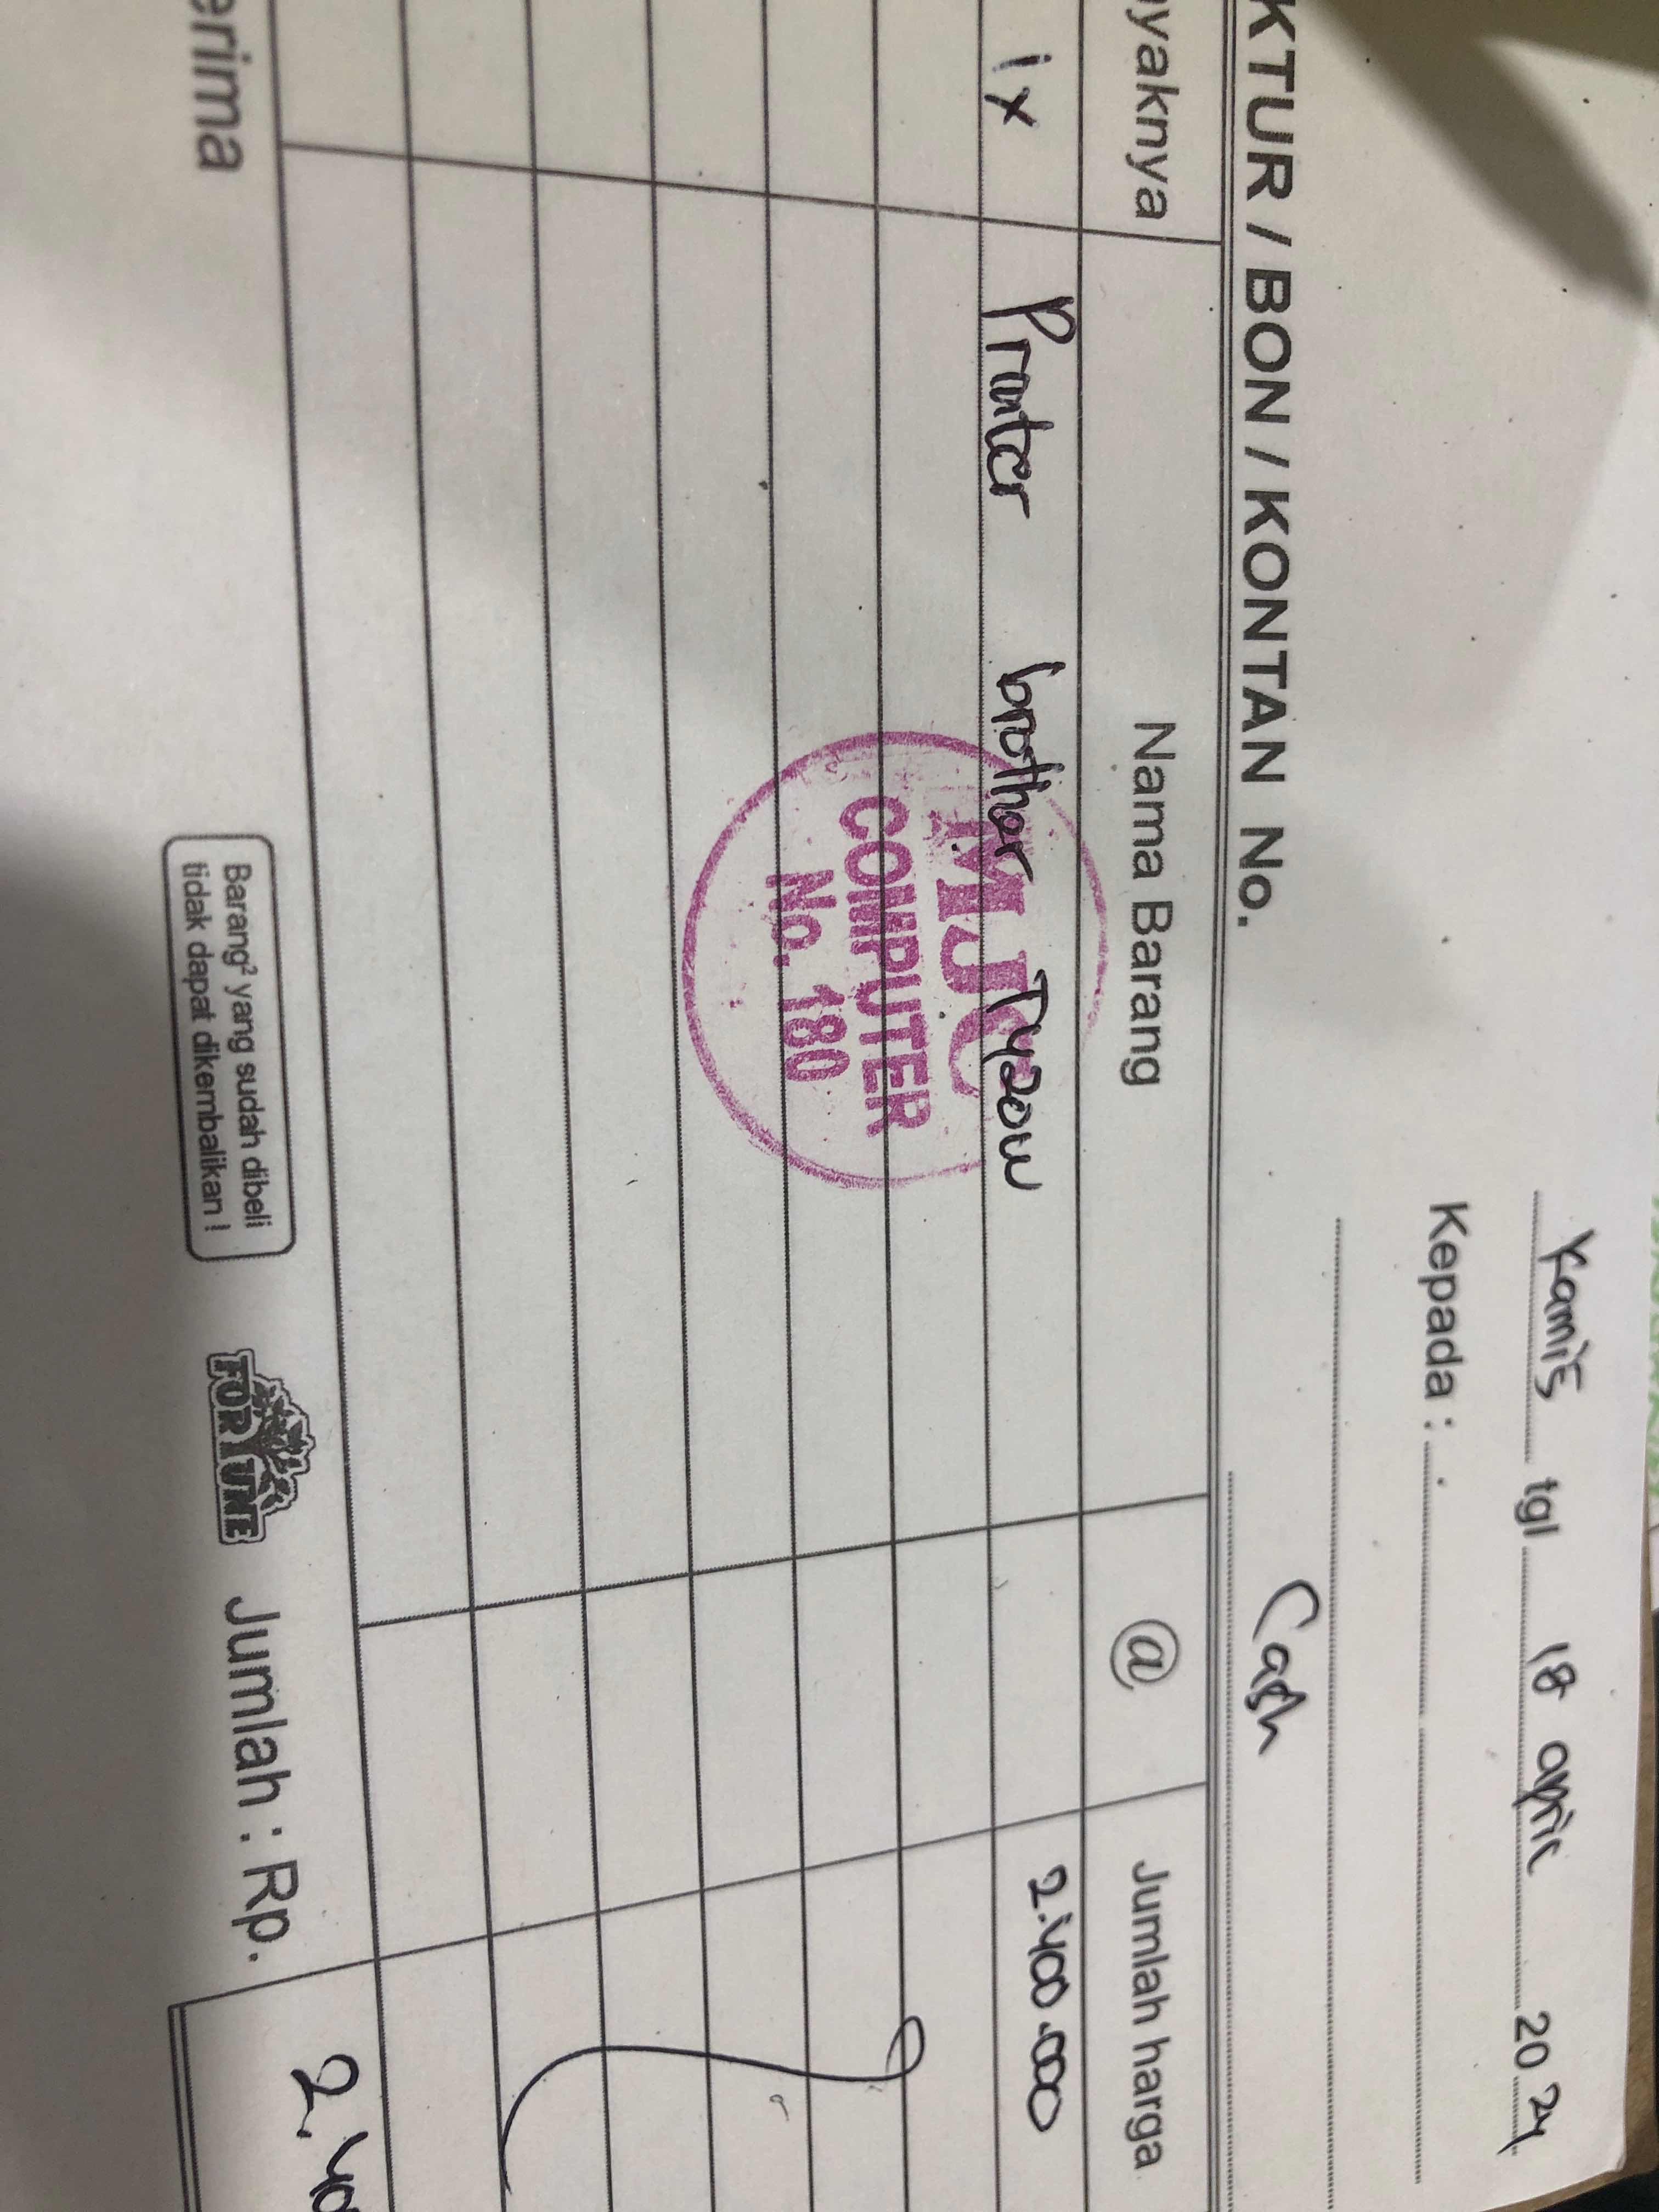 Kamis tgl 18 april 2024
Kepada :
Cash
KTUR / BON / KONTAN No.
yaknya Nama Barang @ Jumlah harga
1x Printer brother T420W 2.400.000
MJC
COMPUTER
No. 180
erima
Barang² yang sudah dibeli
tidak dapat dikembalikan !
FORTUNE
Jumlah : Rp. 2.40